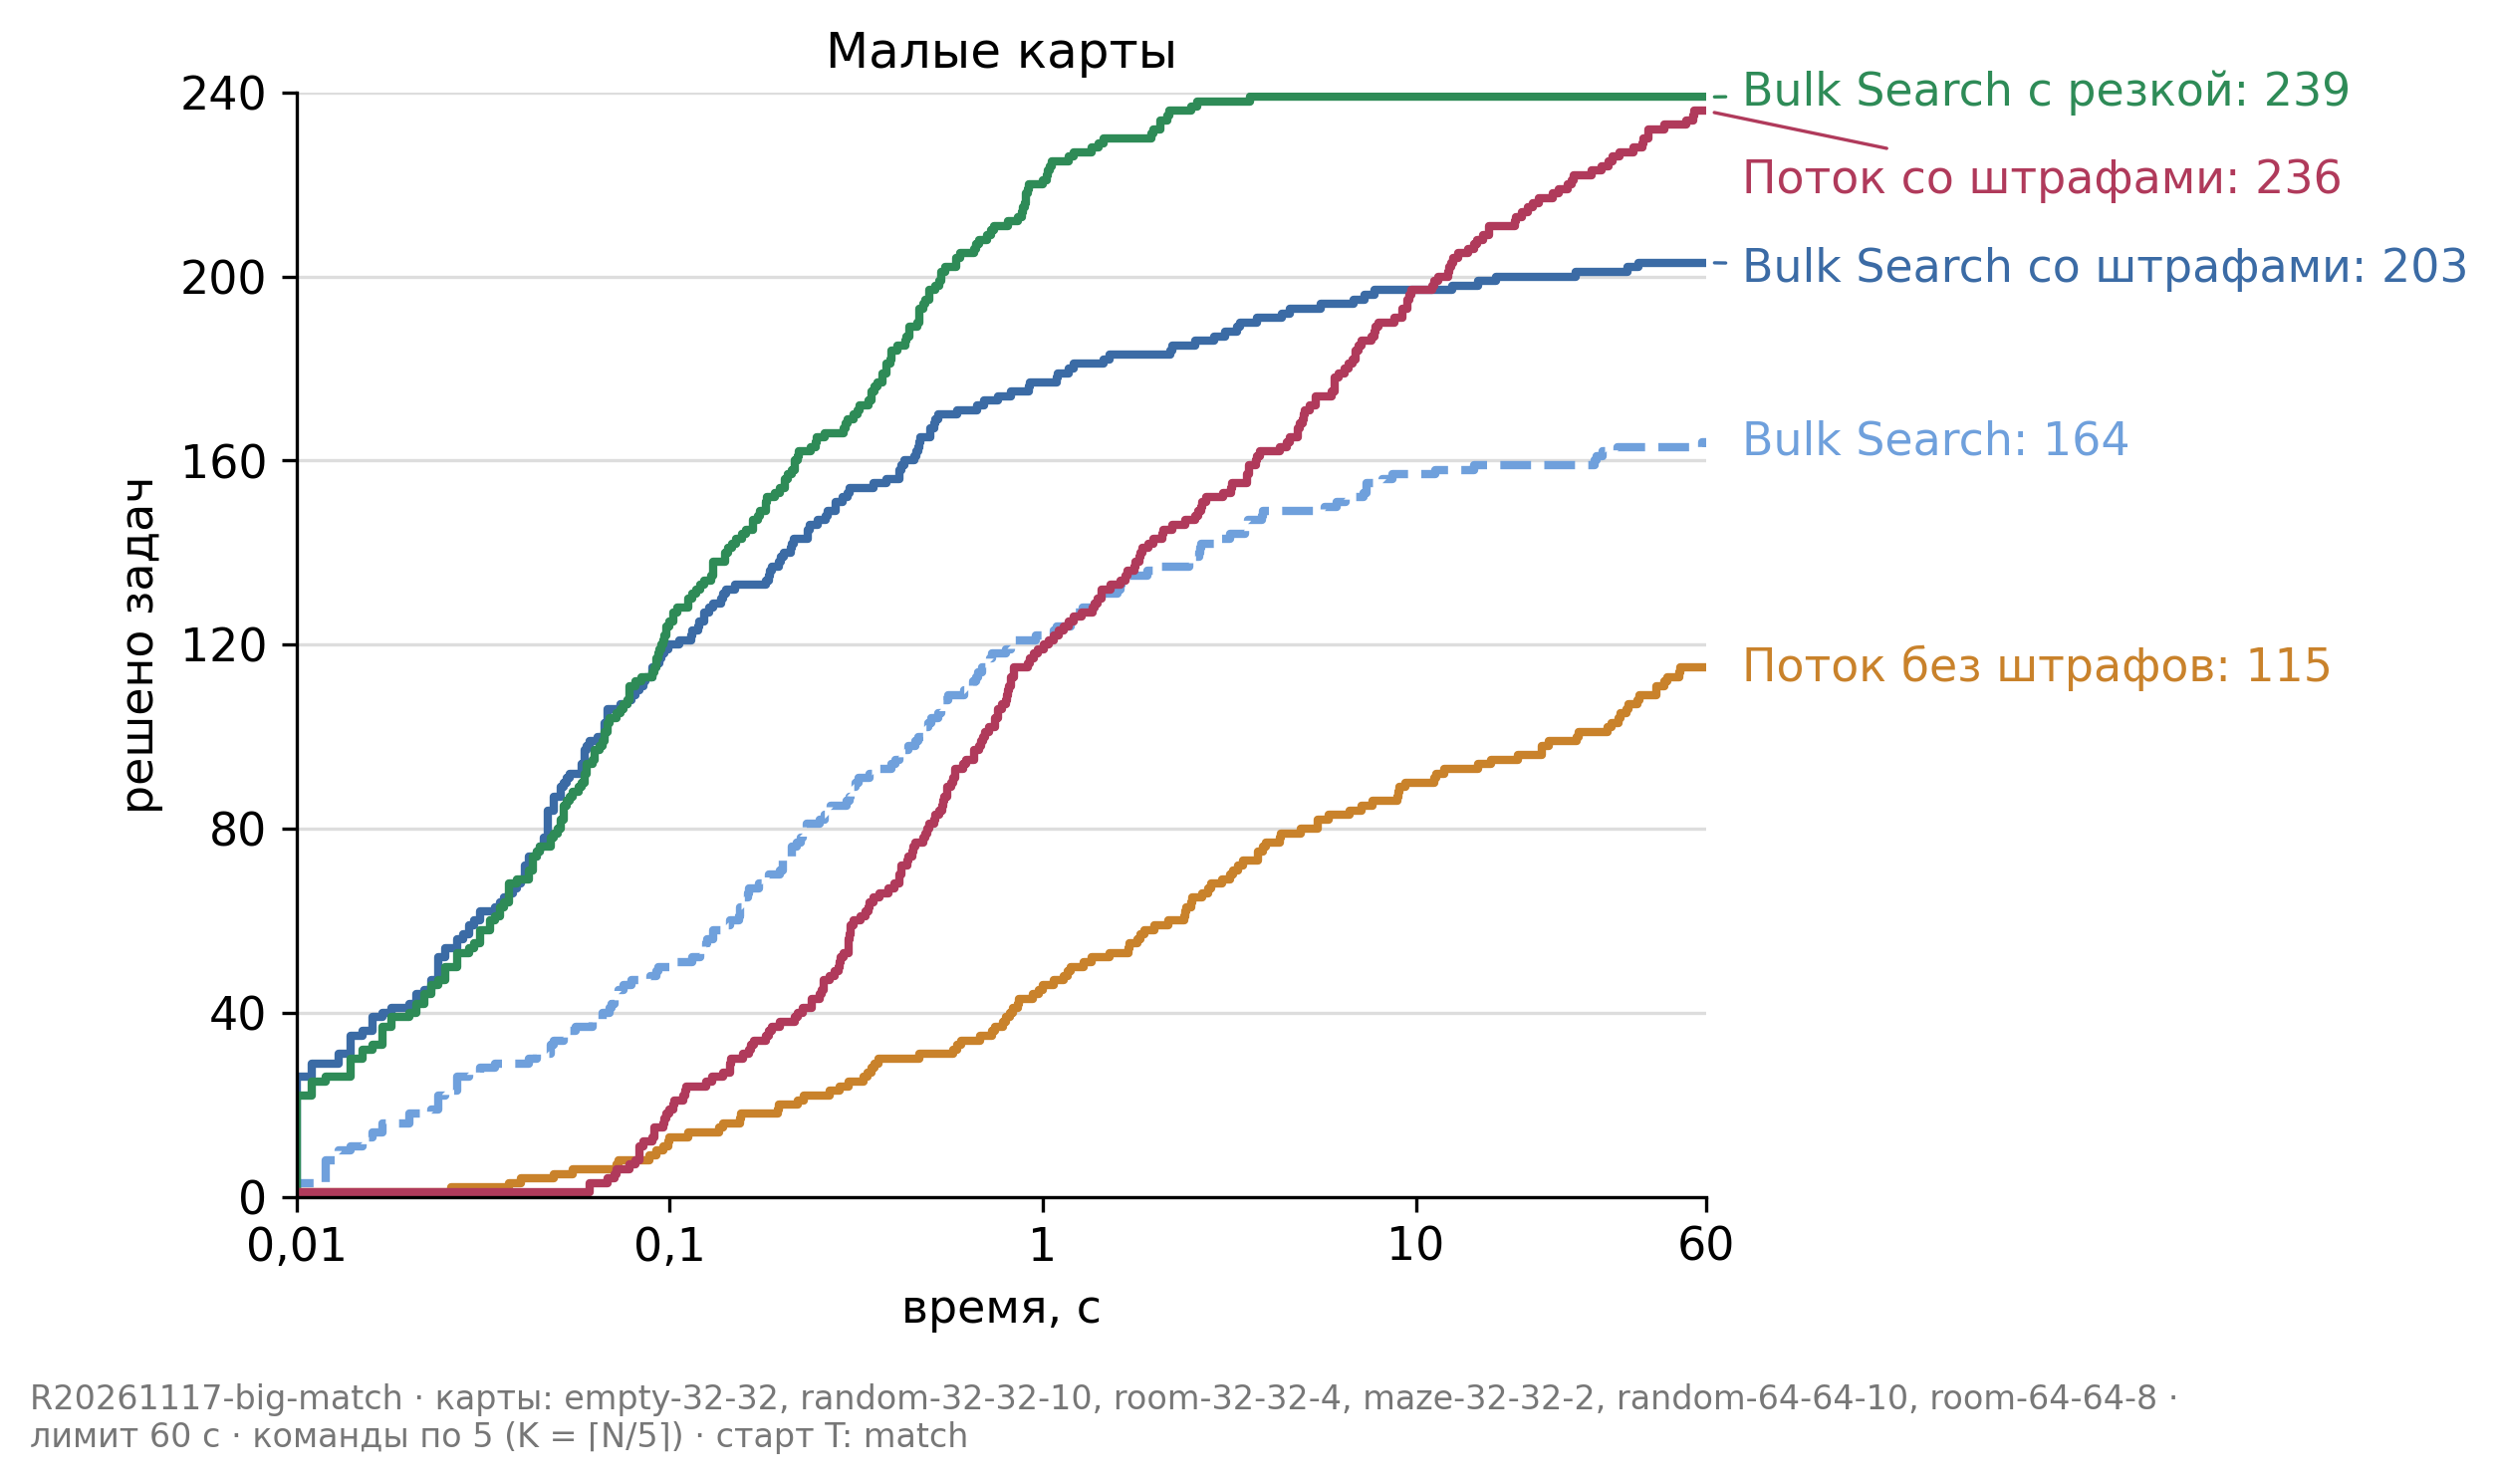 Малые карты
240
200
160
120
80
40
0
решено задач
0,01
0,1
1
10
60
время, с
Bulk Search с резкой: 239
Поток со штрафами: 236
Bulk Search со штрафами: 203
Bulk Search: 164
Поток без штрафов: 115
R20261117-big-match · карты: empty-32-32, random-32-32-10, room-32-32-4, maze-32-32-2, random-64-64-10, room-64-64-8 ·
лимит 60 с · команды по 5 (K = ⌈N/5⌉) · старт T: match